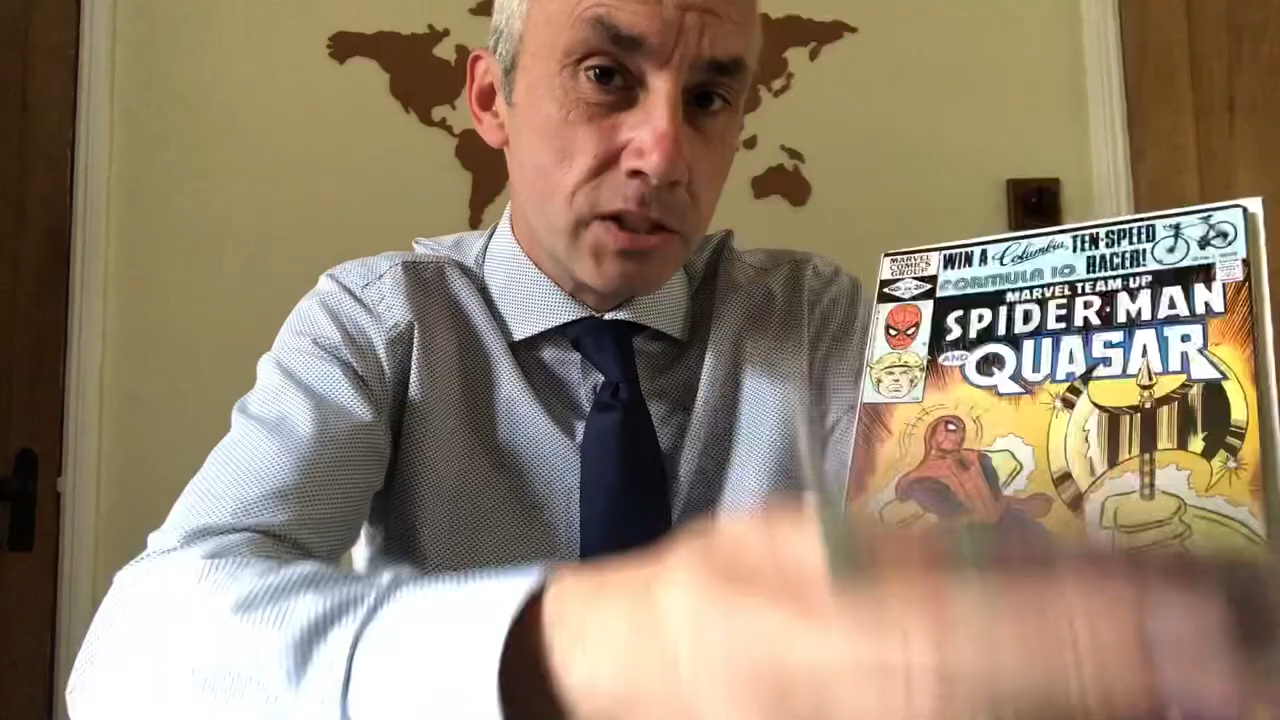 MARVEL
COMICS
GROUP
WIN A Columbia TEN-SPEED
FORMULA 10 RACER!
MARVEL TEAM-UP
SPIDER-MAN
AND QUASAR